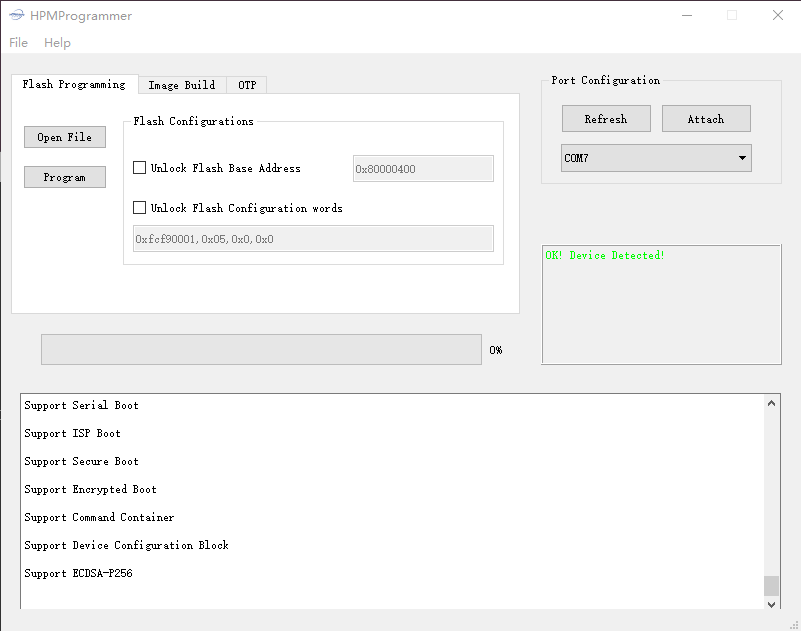 HPMProgrammer
File Help
Flash Programming Image Build OTP
Open File
Program
Flash Configurations
Unlock Flash Base Address 0x80000400
Unlock Flash Configuration words
0xfcf90001,0x05,0x0,0x0
Port Configuration
Refresh Attach
COM7
OK! Device Detected!
0%
Support Serial Boot
Support ISP Boot
Support Secure Boot
Support Encrypted Boot
Support Command Container
Support Device Configuration Block
Support ECDSA-P256